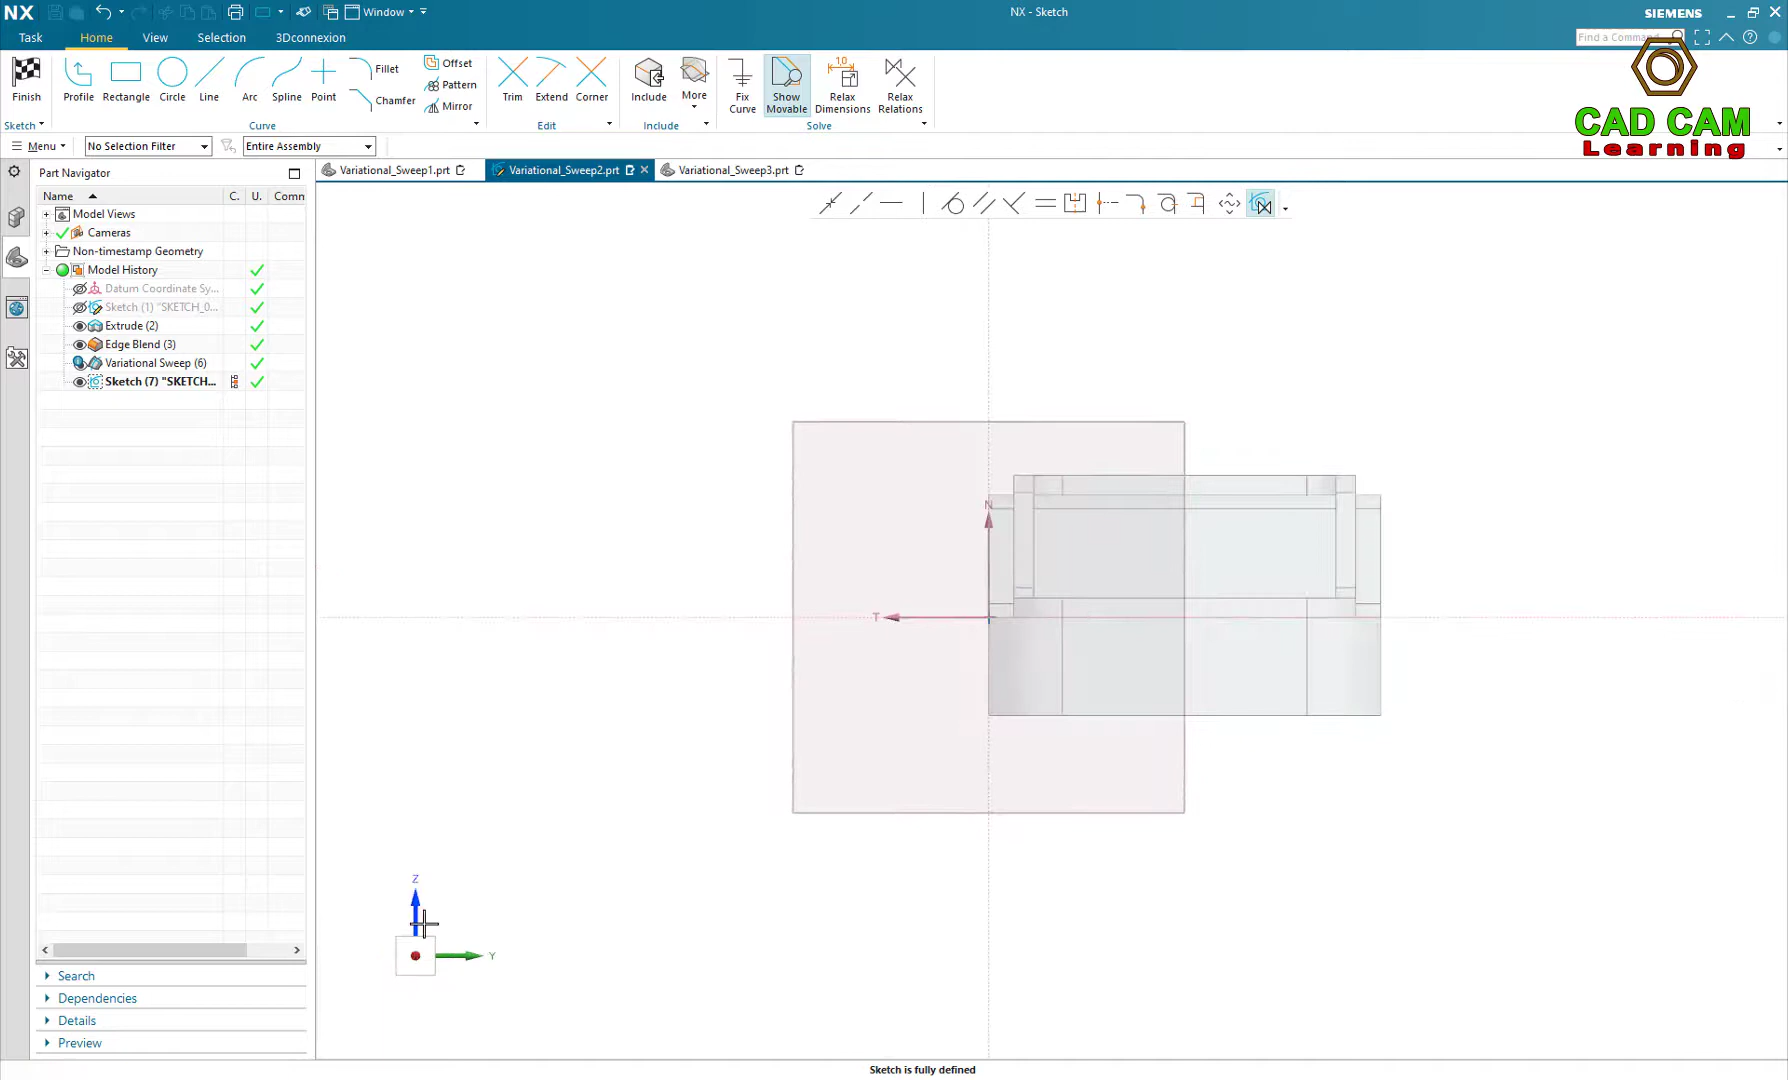 NX
Window
NX - Sketch
SIEMENS
Task
Home
View
Selection
3Dconnexion
Find a Command
Finish
Profile
Rectangle
Circle
Line
Arc
Spline
Point
Fillet
Chamfer
Offset
Pattern
Mirror
Trim
Extend
Corner
Include
More
Fix Curve
Show Movable
Relax Dimensions
Relax Relations
Sketch
Curve
Edit
Include
Solve
CAD CAM
Learning
Menu
No Selection Filter
Entire Assembly
Part Navigator
Variational_Sweep1.prt
Variational_Sweep2.prt
Variational_Sweep3.prt
Name
C.
U.
Comm
Model Views
Cameras
Non-timestamp Geometry
Model History
Datum Coordinate Sy...
Sketch (1) "SKETCH_0...
Extrude (2)
Edge Blend (3)
Variational Sweep (6)
Sketch (7) "SKETCH...
N
T
Z
Y
Search
Dependencies
Details
Preview
Sketch is fully defined